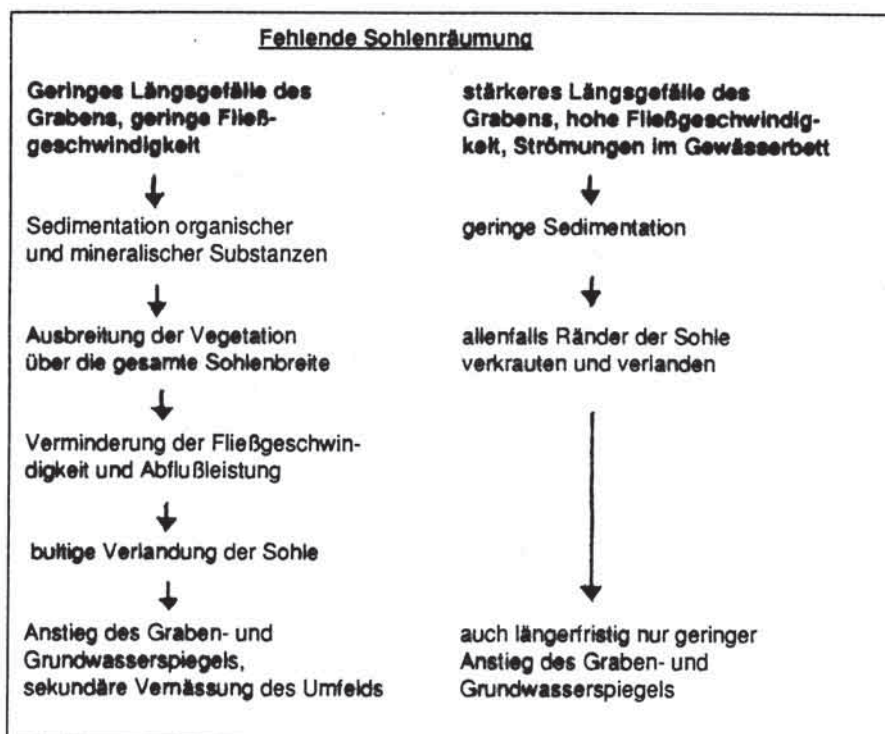 Fehlende Sohlenräumung
Geringes Längsgefälle des
Grabens, geringe Fließ-
geschwindigkeit
Sedimentation organischer
und mineralischer Substanzen
Ausbreitung der Vegetation
über die gesamte Sohlenbreite
Verminderung der Fließgeschwin-
digkeit und Abflußleistung
bultige Verlandung der Sohle
Anstieg des Graben- und
Grundwasserspiegels,
sekundäre Vernässung des Umfelds
stärkeres Längsgefälle des
Grabens, hohe Fließgeschwindig-
keit, Strömungen im Gewässerbett
geringe Sedimentation
allenfalls Ränder der Sohle
verkrauten und verlanden
auch längerfristig nur geringer
Anstieg des Graben- und
Grundwasserspiegels